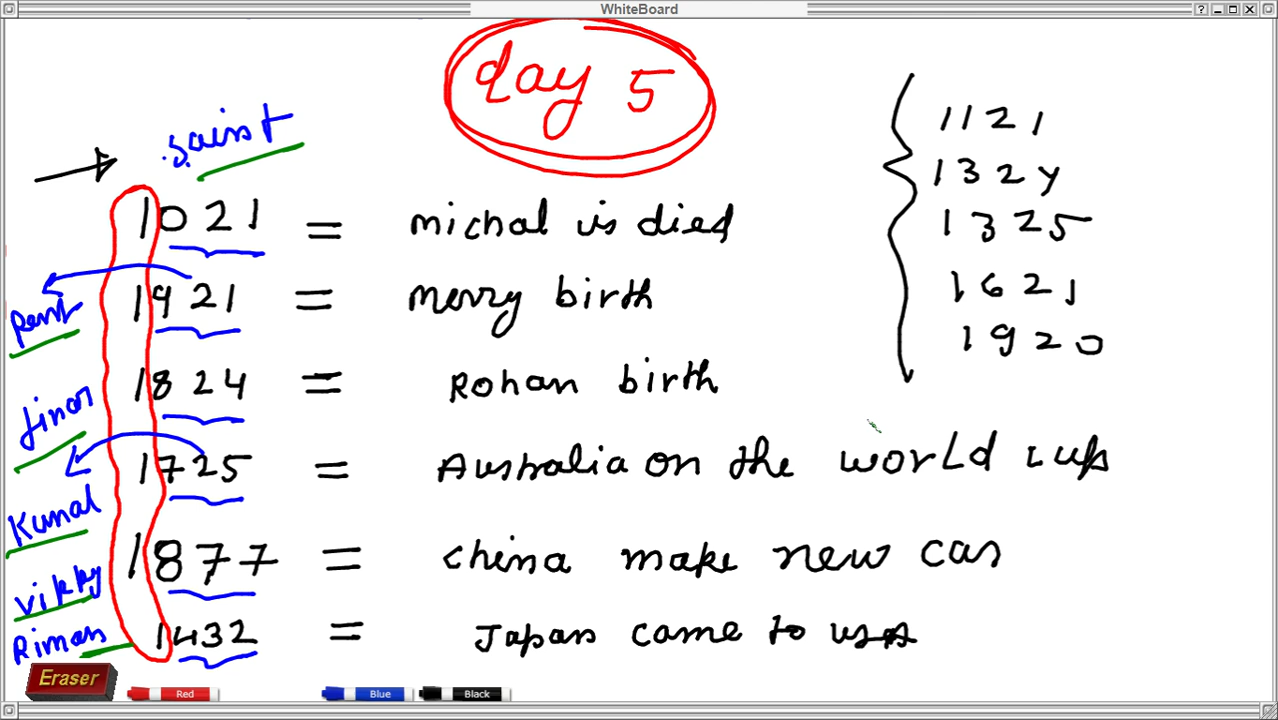 WhiteBoard
day 5
saint
1021 = michal is died
1921 = merry birth
1824 = Rohan birth
1725 = Australia on the world cup
1877 = china make new car
1432 = Japan came to usa
Kunal
vikky
Riman
1121
1324
1325
1621
1920
Eraser
Red
Blue
Black